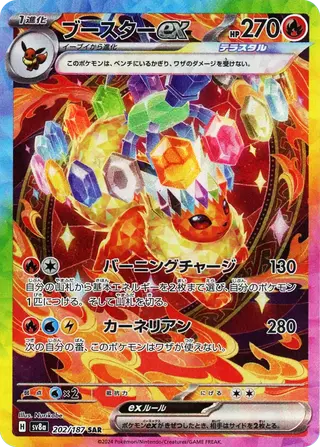 1進化
ブースターex
HP270
イーブイから進化
テラスタル
このポケモンは、ベンチにいるかぎり、ワザのダメージを受けない。
バーニングチャージ 130
自分の山札から基本エネルギーを2枚まで選び、自分のポケモン
1匹につける。そして山札を切る。
カーネリアン 280
次の自分の番、このポケモンはワザが使えない。
弱点 ×2 抵抗力 にげる
exルール
ポケモンexがきぜつしたとき、相手はサイドを2枚とる。
Illus. Nurikabe
H sv8a 202/187 SAR
©2024 Pokémon/Nintendo/Creatures/GAME FREAK.